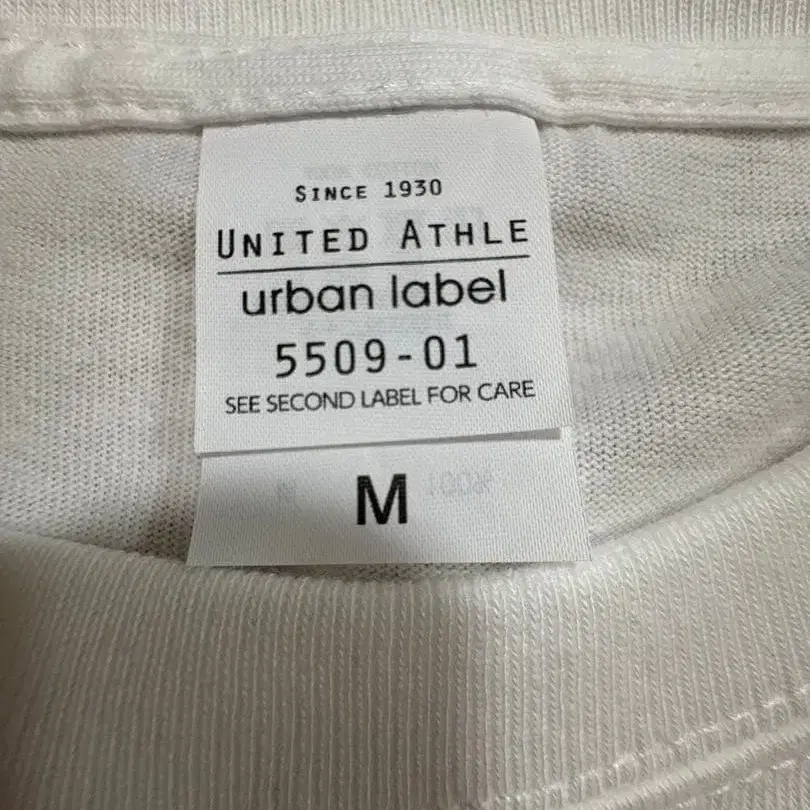 SINCE 1930
UNITED ATHLE
urban label
5509-01
SEE SECOND LABEL FOR CARE
M